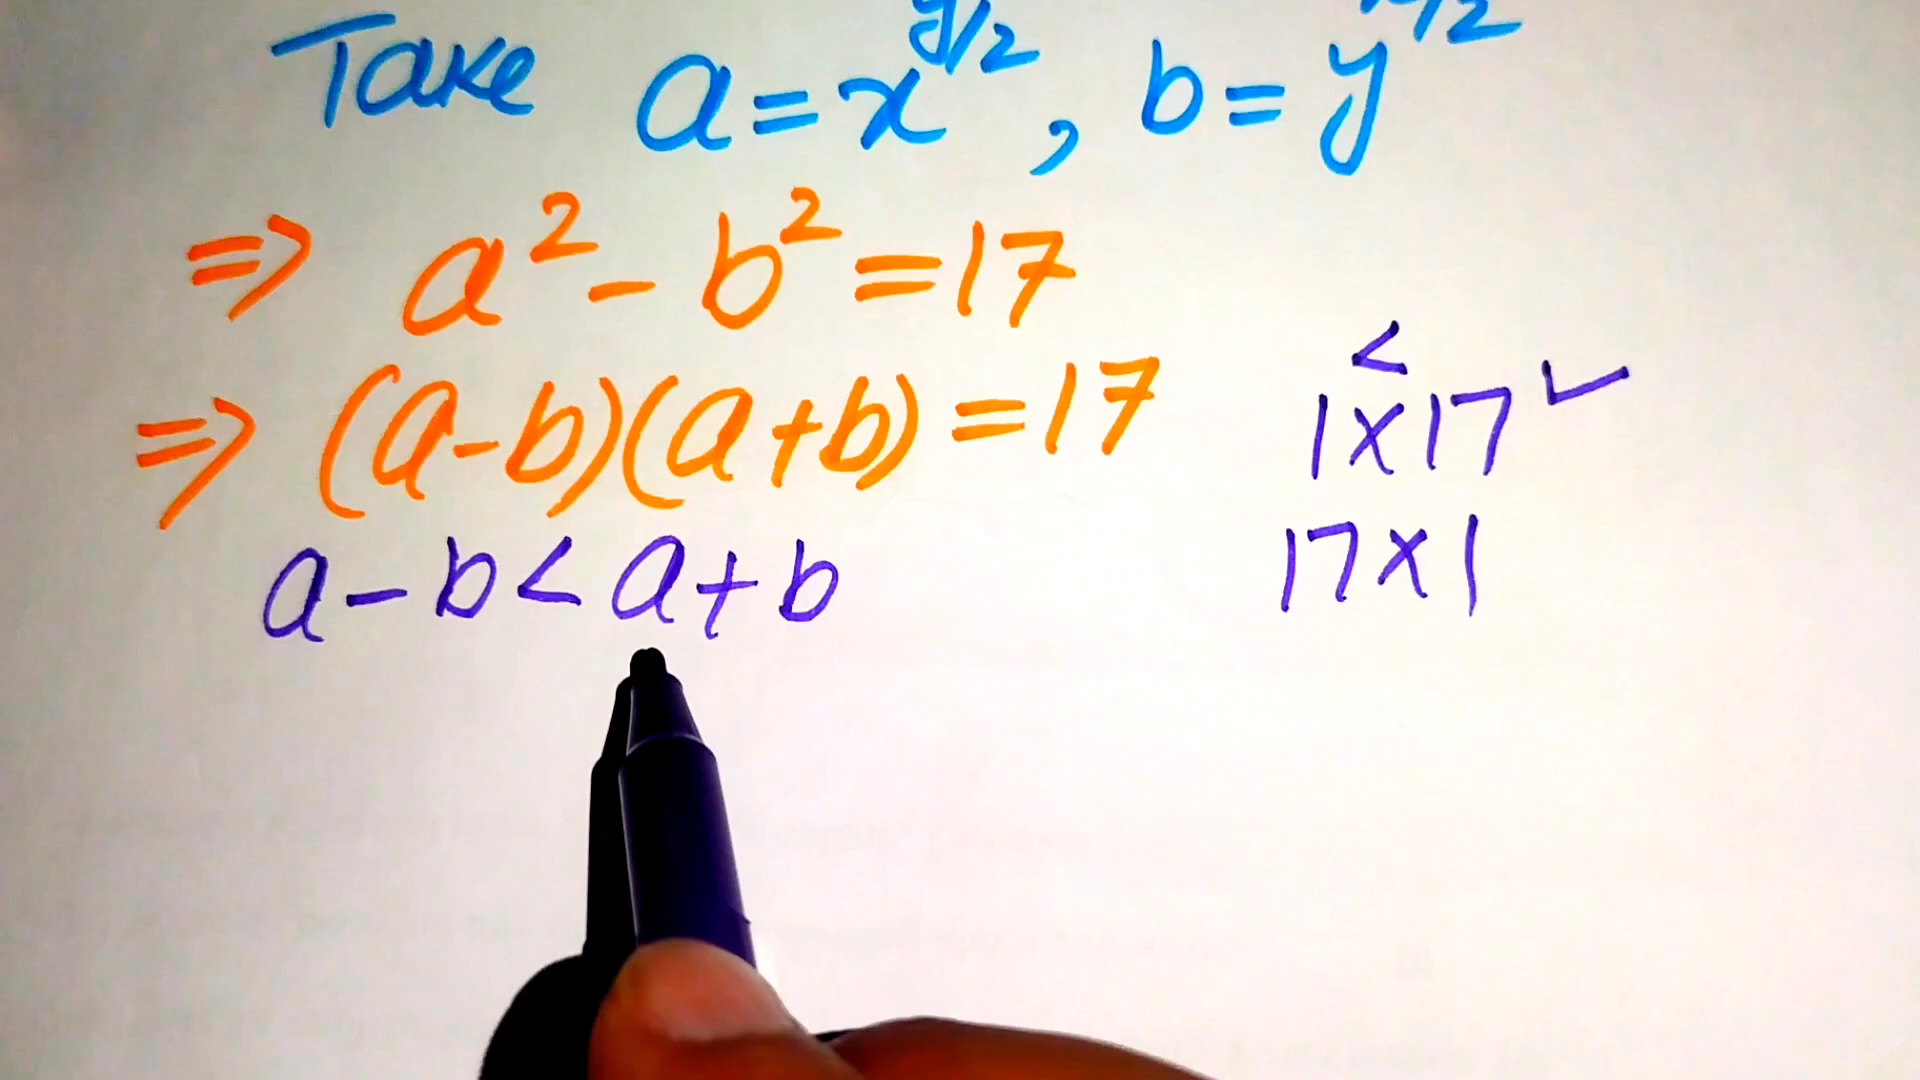 Take a = x^{y/2}, b = y^{x/2}
⇒ a² - b² = 17
⇒ (a-b)(a+b) = 17
<
1×17 ✓
a - b < a + b
17×1